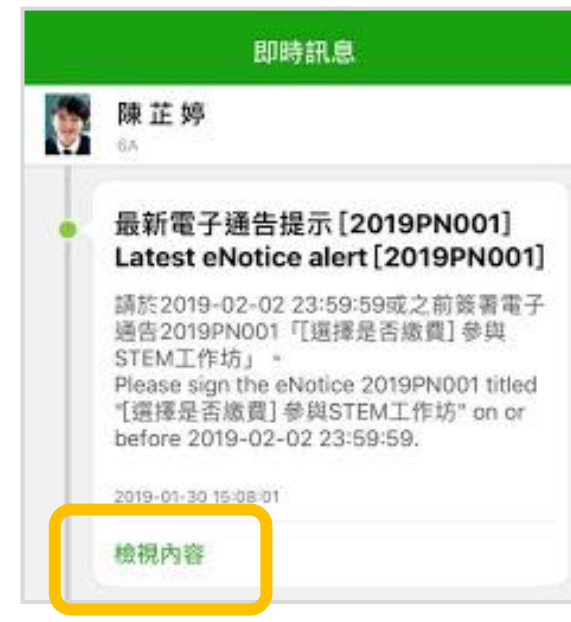 即時訊息
陳芷婷
6A
最新電子通告提示[2019PN001]
Latest eNotice alert[2019PN001]
請於2019-02-02 23:59:59或之前簽署電子
通告2019PN001「[選擇是否繳費] 參與
STEM工作坊」。
Please sign the eNotice 2019PN001 titled
"[選擇是否繳費] 參與STEM工作坊" on or
before 2019-02-02 23:59:59.
2019-01-30 15:08:01
檢視內容